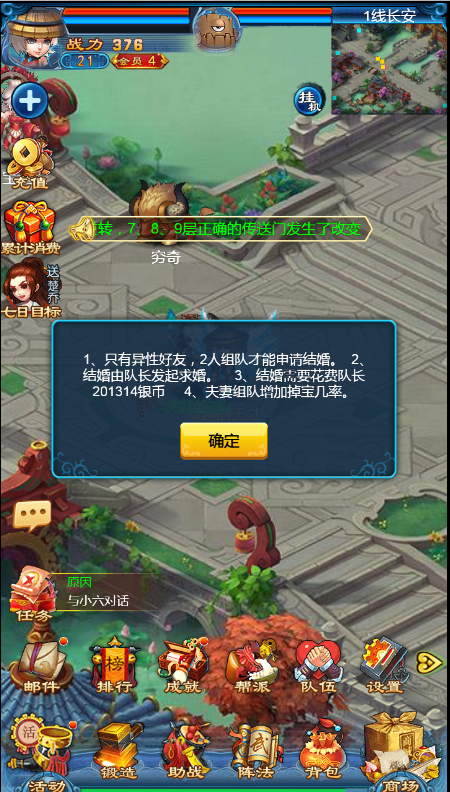 1线长安
战力 376
21
会员 4
挂机
充值
转，7、8、9层正确的传送门发生了改变
累计消费
穷奇
送楚乔
七日目标
1、只有异性好友，2人组队才能申请结婚。 2、
结婚由队长发起求婚。 3、结婚需要花费队长
201314银币 4、夫妻组队增加掉宝几率。
确定
原因
与小六对话
任务
榜
邮件 排行 成就 帮派 队伍 设置
活
活动 锻造 助战 阵法 背包 商场